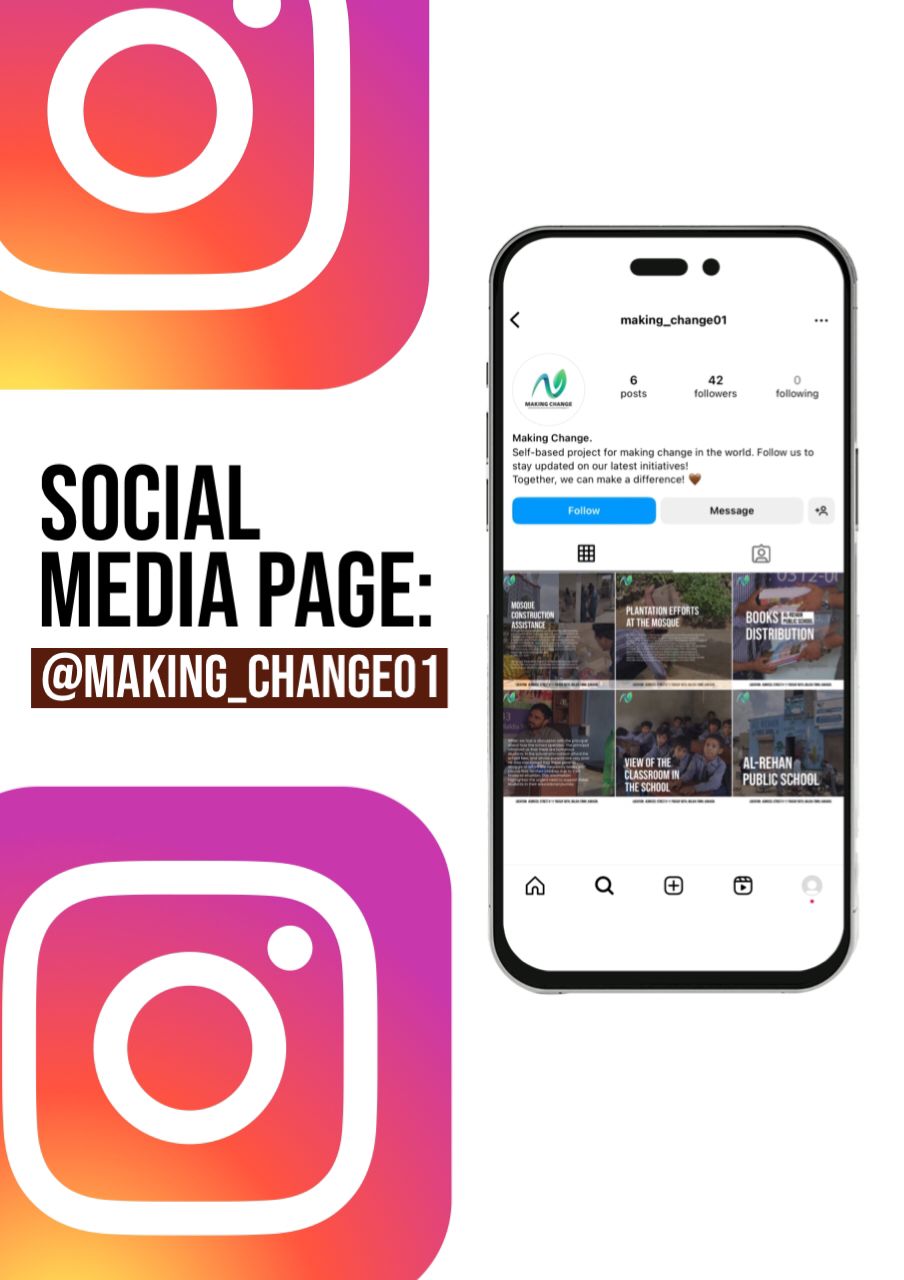 SOCIAL
MEDIA PAGE:
@MAKING_CHANGE01
making_change01
MAKING CHANGE
6
posts
42
followers
0
following
Making Change.
Self-based project for making change in the world. Follow us to
stay updated on our latest initiatives!
Together, we can make a difference! 🤎
Follow
Message
MOSQUE
CONSTRUCTION
ASSISTANCE
PLANTATION EFFORTS
AT THE MOSQUE
BOOKS
AL-REHAN
PUBLIC SCHOOL
DISTRIBUTION
VIEW OF THE
CLASSROOM IN
THE SCHOOL
AL-REHAN
PUBLIC SCHOOL